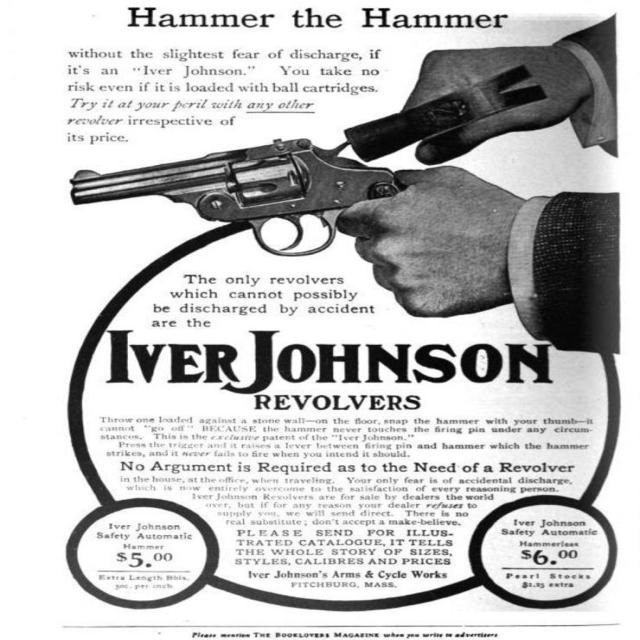 Hammer the Hammer
without the slightest fear of discharge, if
it's an "Iver Johnson." You take no
risk even if it is loaded with ball cartridges.
Try it at your peril with any other
revolver irrespective of
its price.
The only revolvers
which cannot possibly
be discharged by accident
are the
IVER JOHNSON
REVOLVERS
Throw one loaded against a stone wall—on the floor, snap the hammer with your thumb—it
cannot "go off" BECAUSE the hammer never touches the firing pin under any circum-
stances. This is the exclusive patent of the "Iver Johnson."
Press the trigger and it raises a lever between firing pin and hammer which the hammer
strikes, and it never fails to fire when you intend it should.
No Argument is Required as to the Need of a Revolver
in the house, at the office, when traveling. Your only fear is of accidental discharge,
which is now entirely overcome to the satisfaction of every reasoning person.
Iver Johnson Revolvers are for sale by dealers the world
over, but if for any reason your dealer refuses to
supply you, we will send direct. There is no
real substitute; don't accept a make-believe.
PLEASE SEND FOR ILLUS-
TRATED CATALOGUE, IT TELLS
THE WHOLE STORY OF SIZES,
STYLES, CALIBRES AND PRICES
Iver Johnson's Arms & Cycle Works
FITCHBURG, MASS.
Iver Johnson
Safety Automatic
Hammer
$5.00
Extra Length Bbls.
50c. per inch
Iver Johnson
Safety Automatic
Hammerless
$6.00
Pearl Stocks
$1.25 extra
Please mention THE BOOKLOVERS MAGAZINE when you write to advertisers